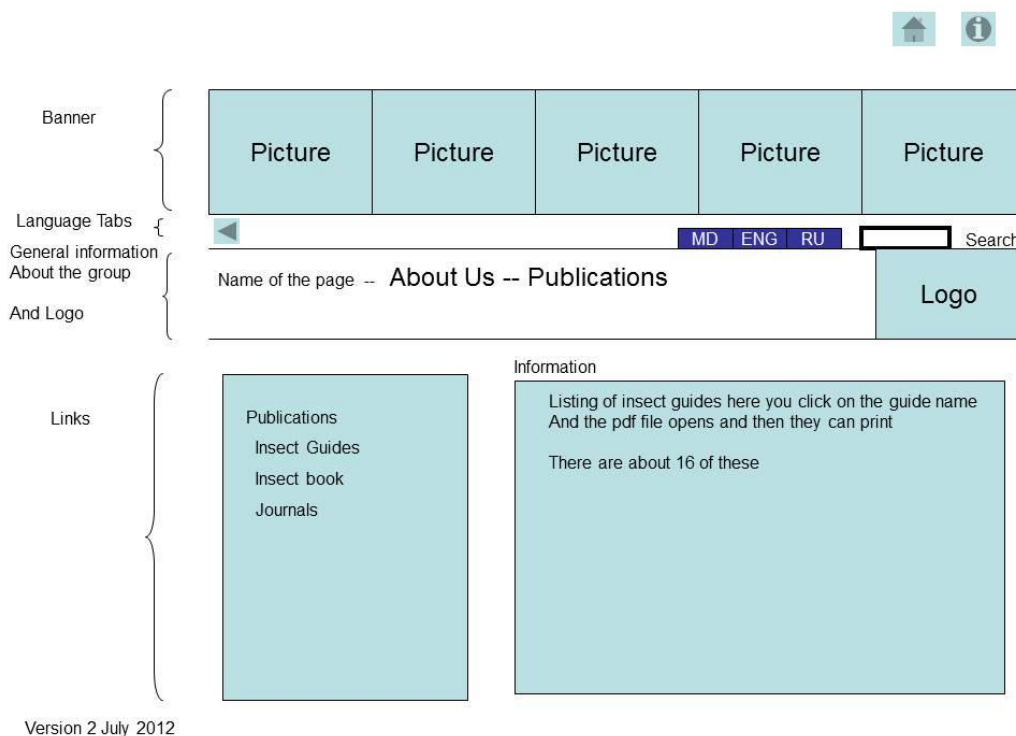 Banner
Picture Picture Picture Picture Picture
Language Tabs
MD ENG RU Search
General information
About the group
And Logo
Name of the page -- About Us -- Publications
Logo
Links
Publications
Insect Guides
Insect book
Journals
Information
Listing of insect guides here you click on the guide name
And the pdf file opens and then they can print
There are about 16 of these
Version 2 July 2012